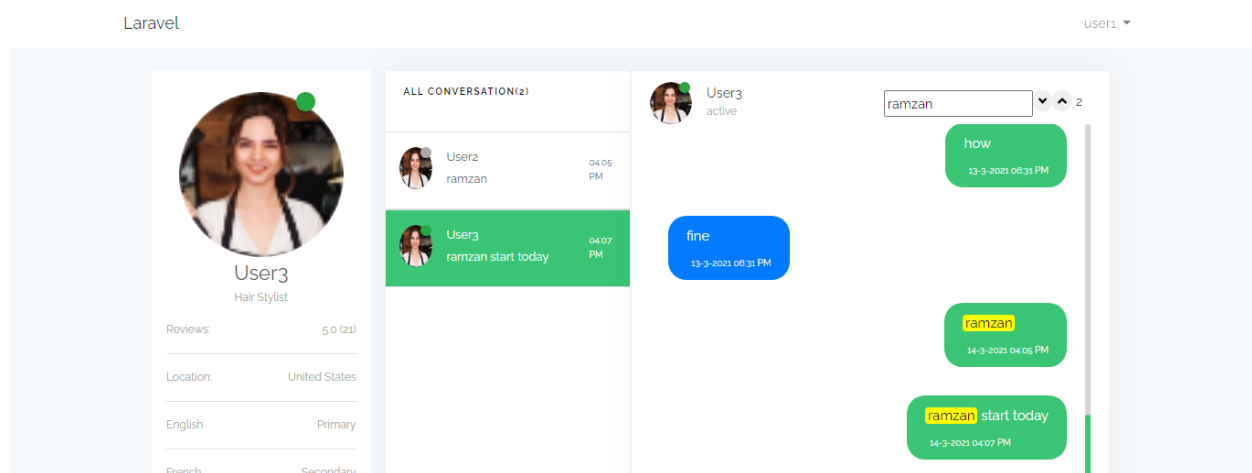 Laravel
user1
User3
Hair Stylist
Reviews: 5.0 (21)
Location: United States
English Primary
French Secondary
ALL CONVERSATION(2)
User2
ramzan
04:05
PM
User3
ramzan start today
04:07
PM
User3
active
ramzan
2
how
13-3-2021 06:31 PM
fine
13-3-2021 06:31 PM
ramzan
14-3-2021 04:05 PM
ramzan start today
14-3-2021 04:07 PM